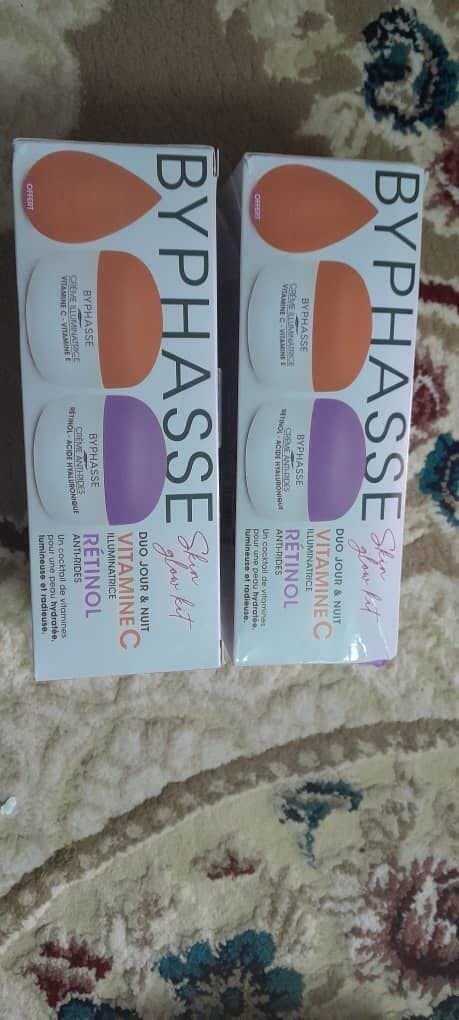 BYPHASSE
OFFERT
BYPHASSE
CRÈME ILLUMINATRICE
VITAMINE C - VITAMINE E
BYPHASSE
CRÈME ANTI-RIDES
RÉTINOL - ACIDE HYALURONIQUE
Skin
glow kit
DUO JOUR & NUIT
VITAMINE C
ILLUMINATRICE
RÉTINOL
ANTI-RIDES
Un cocktail de vitamines
pour une peau hydratée,
lumineuse et radieuse.
BYPHASSE
OFFERT
BYPHASSE
CRÈME ILLUMINATRICE
VITAMINE C - VITAMINE E
BYPHASSE
CRÈME ANTI-RIDES
RÉTINOL - ACIDE HYALURONIQUE
Skin
glow kit
DUO JOUR & NUIT
VITAMINE C
ILLUMINATRICE
RÉTINOL
ANTI-RIDES
Un cocktail de vitamines
pour une peau hydratée,
lumineuse et radieuse.